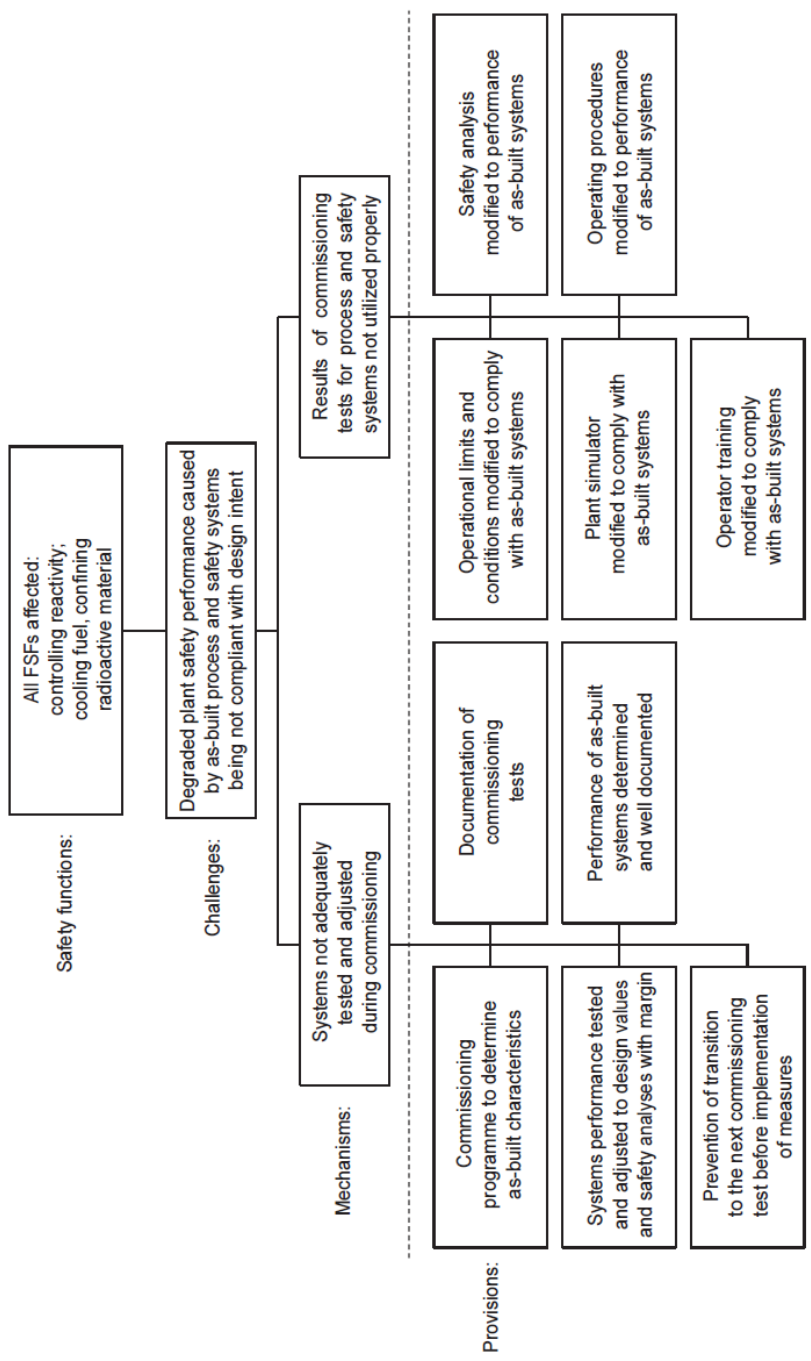 Safety functions:
All FSFs affected:
controlling reactivity;
cooling fuel, confining
radioactive material
Challenges:
Degraded plant safety performance caused
by as-built process and safety systems
being not compliant with design intent
Mechanisms:
Systems not adequately
tested and adjusted
during commissioning
Results of commissioning
tests for process and safety
systems not utilized properly
Provisions:
Commissioning
programme to determine
as-built characteristics
Documentation of
commissioning
tests
Operational limits and
conditions modified to comply
with as-built systems
Safety analysis
modified to performance
of as-built systems
Systems performance tested
and adjusted to design values
and safety analyses with margin
Performance of as-built
systems determined
and well documented
Plant simulator
modified to comply with
as-built systems
Operating procedures
modified to performance
of as-built systems
Prevention of transition
to the next commissioning
test before implementation
of measures
Operator training
modified to comply
with as-built systems